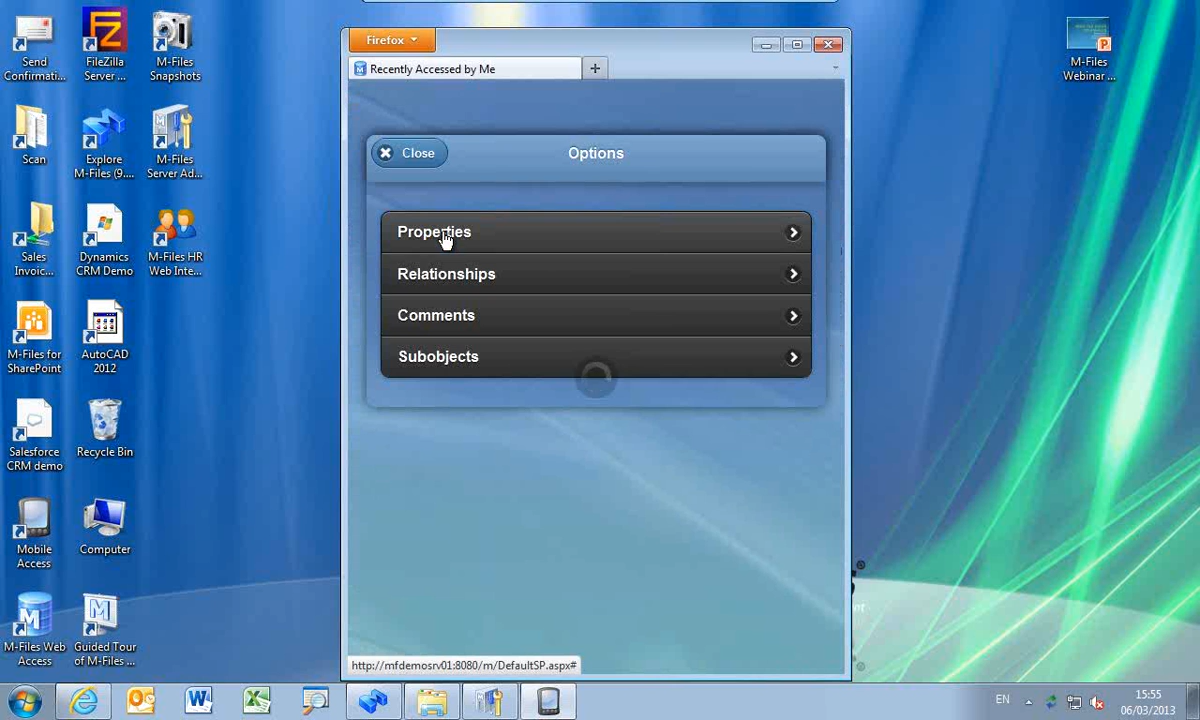 Send
Confirmati...
FileZilla
Server ...
M-Files
Snapshots
Scan
Explore
M-Files (9....
M-Files
Server Ad...
Sales
Invoic...
Dynamics
CRM Demo
M-Files HR
Web Inte...
M-Files for
SharePoint
AutoCAD
2012
Salesforce
CRM demo
Recycle Bin
Mobile
Access
Computer
M-Files Web
Access
Guided Tour
of M-Files ...
M-Files
Webinar ...
Firefox
Recently Accessed by Me
Close
Options
Properties
Relationships
Comments
Subobjects
http://mfdemosrv01:8080/m/DefaultSP.aspx#
EN
15:55
06/03/2013